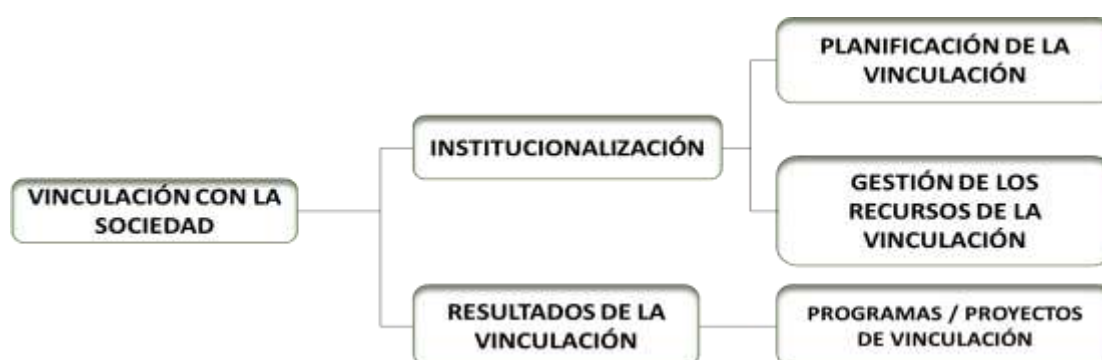 VINCULACIÓN CON LA
SOCIEDAD
INSTITUCIONALIZACIÓN
PLANIFICACIÓN DE LA
VINCULACIÓN
GESTIÓN DE LOS
RECURSOS DE LA
VINCULACIÓN
RESULTADOS DE LA
VINCULACIÓN
PROGRAMAS / PROYECTOS
DE VINCULACIÓN